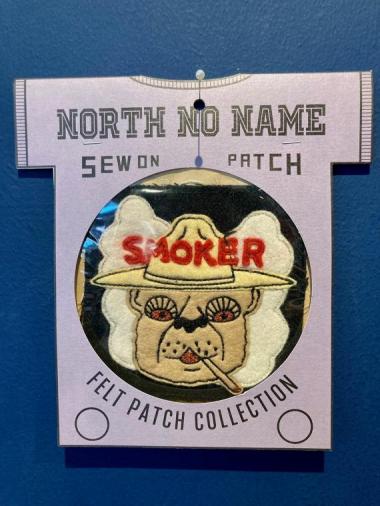 NORTH NO NAME
SEW ON PATCH
SMOKER
FELT PATCH COLLECTION